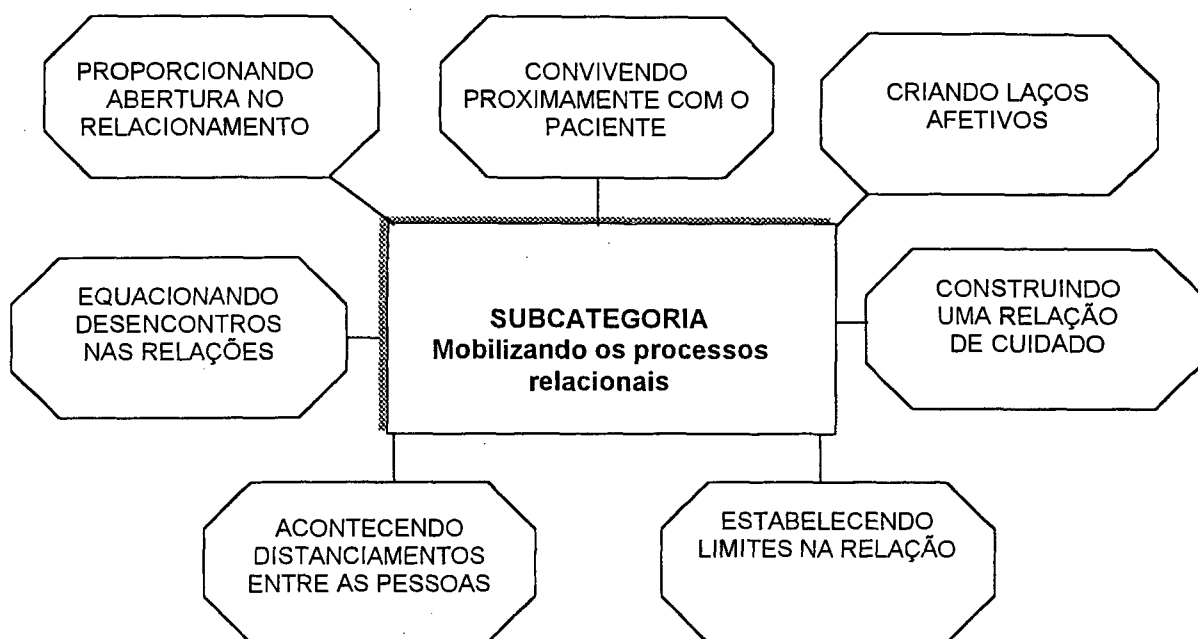 PROPORCIONANDO
ABERTURA NO
RELACIONAMENTO
CONVIVENDO
PROXIMAMENTE COM O
PACIENTE
CRIANDO LAÇOS
AFETIVOS
EQUACIONANDO
DESENCONTROS
NAS RELAÇÕES
SUBCATEGORIA
Mobilizando os processos
relacionais
CONSTRUINDO
UMA RELAÇÃO
DE CUIDADO
ACONTECENDO
DISTANCIAMENTOS
ENTRE AS PESSOAS
ESTABELECENDO
LIMITES NA RELAÇÃO